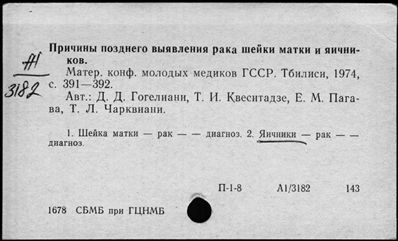 Причины позднего выявления рака шейки матки и яични-
ков.
А1
3182
Матер. конф. молодых медиков ГССР. Тбилиси, 1974,
с. 391—392.
Авт.: Д. Д. Гогелиани, Т. И. Квеситадзе, Е. М. Пага-
ва, Т. Л. Чарквиани.
1. Шейка матки — рак — — диагноз. 2. Яичники — рак — —
диагноз.
П-1-8 А1/3182 143
1678 СБМБ при ГЦНМБ